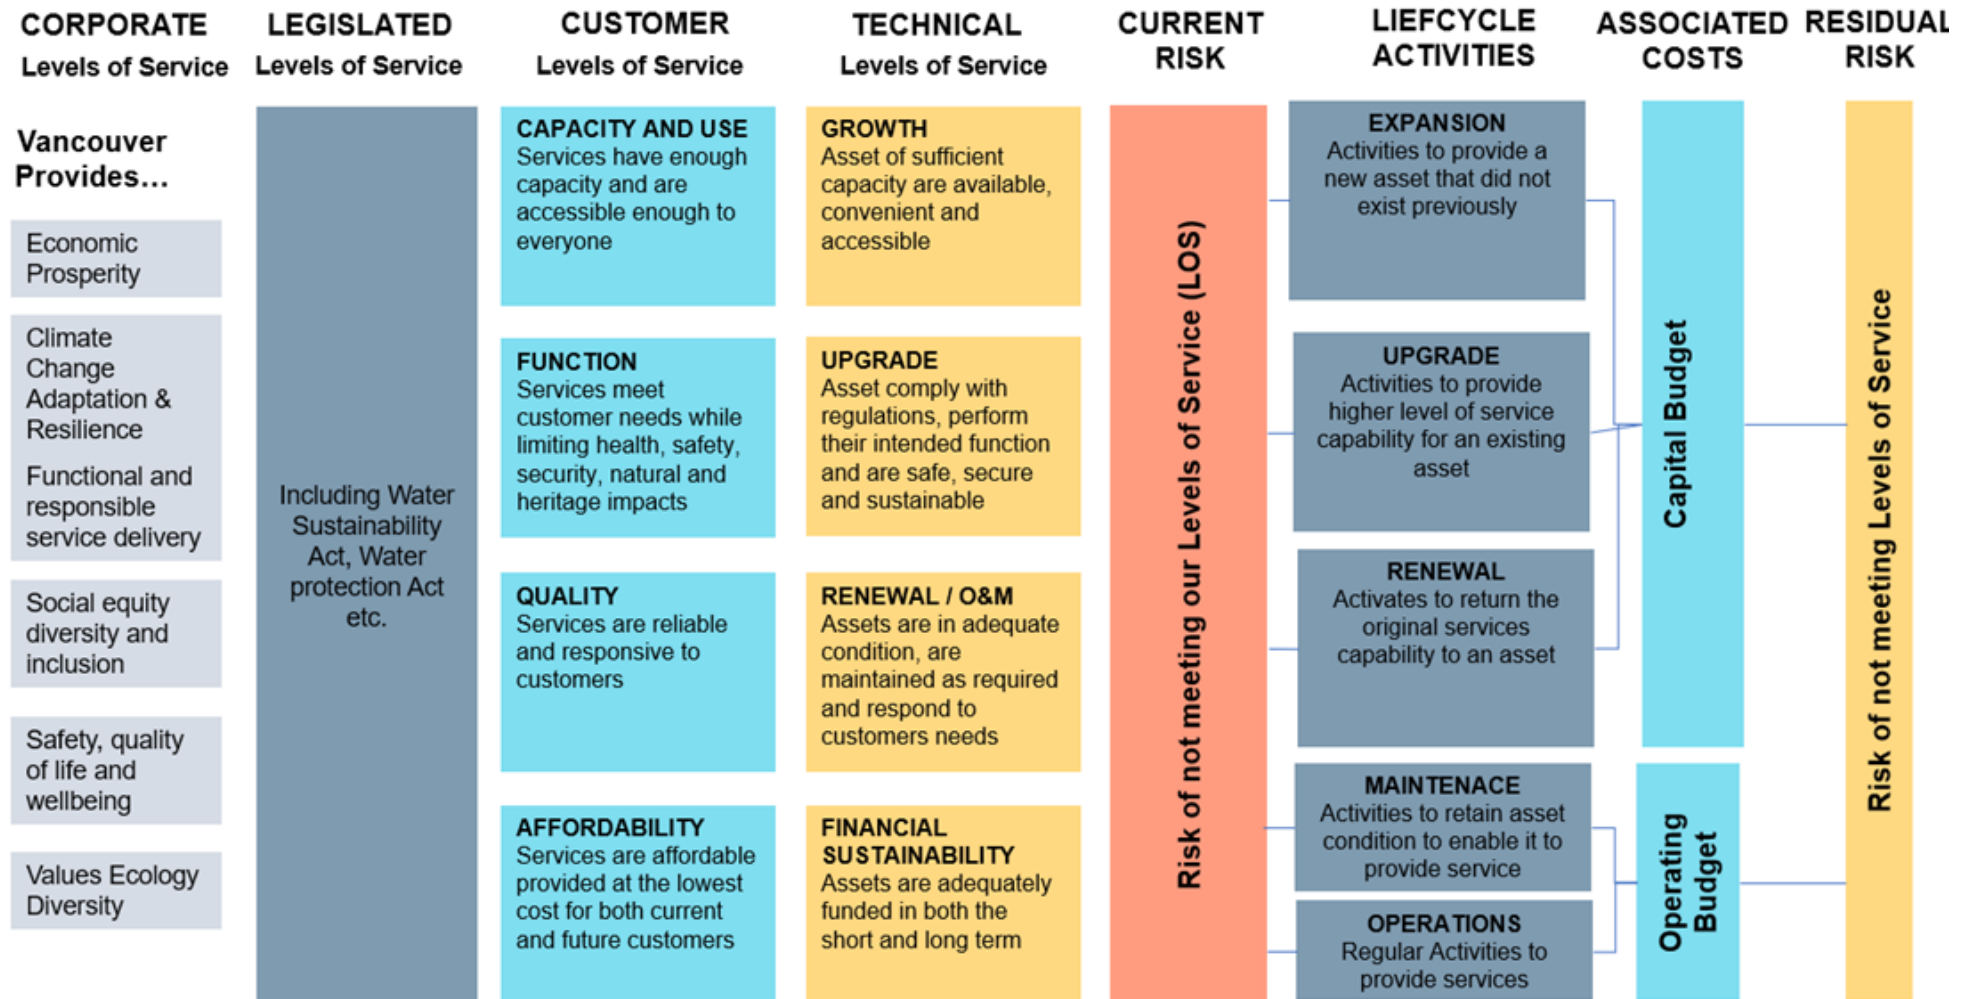 CORPORATE
Levels of Service
Vancouver
Provides...
Economic
Prosperity
Climate
Change
Adaptation &
Resilience
Functional and
responsible
service delivery
Social equity
diversity and
inclusion
Safety, quality
of life and
wellbeing
Values Ecology
Diversity
LEGISLATED
Levels of Service
Including Water
Sustainability
Act, Water
protection Act
etc.
CUSTOMER
Levels of Service
CAPACITY AND USE
Services have enough
capacity and are
accessible enough to
everyone
FUNCTION
Services meet
customer needs while
limiting health, safety,
security, natural and
heritage impacts
QUALITY
Services are reliable
and responsive to
customers
AFFORDABILITY
Services are affordable
provided at the lowest
cost for both current
and future customers
TECHNICAL
Levels of Service
GROWTH
Asset of sufficient
capacity are available,
convenient and
accessible
UPGRADE
Asset comply with
regulations, perform
their intended function
and are safe, secure
and sustainable
RENEWAL / O&M
Assets are in adequate
condition, are
maintained as required
and respond to
customers needs
FINANCIAL
SUSTAINABILITY
Assets are adequately
funded in both the
short and long term
CURRENT
RISK
Risk of not meeting our Levels of Service (LOS)
LIEFCYCLE
ACTIVITIES
EXPANSION
Activities to provide a
new asset that did not
exist previously
UPGRADE
Activities to provide
higher level of service
capability for an existing
asset
RENEWAL
Activates to return the
original services
capability to an asset
MAINTENACE
Activities to retain asset
condition to enable it to
provide service
OPERATIONS
Regular Activities to
provide services
ASSOCIATED
COSTS
Capital Budget
Operating
Budget
RESIDUAL
RISK
Risk of not meeting Levels of Service